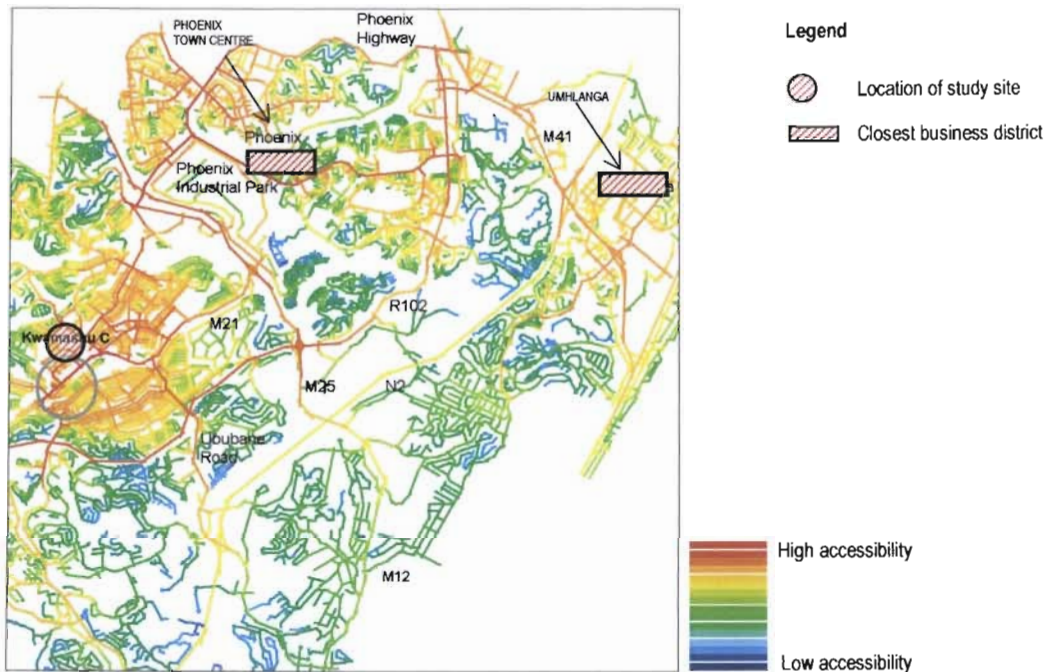 PHOENIX
TOWN CENTRE
Phoenix
Highway
UMHLANGA
M41
Phoenix
Phoenix
Industrial Park
R102
M21
M25
N2
Road
M12
Legend
Location of study site
Closest business district
High accessibility
Low accessibility